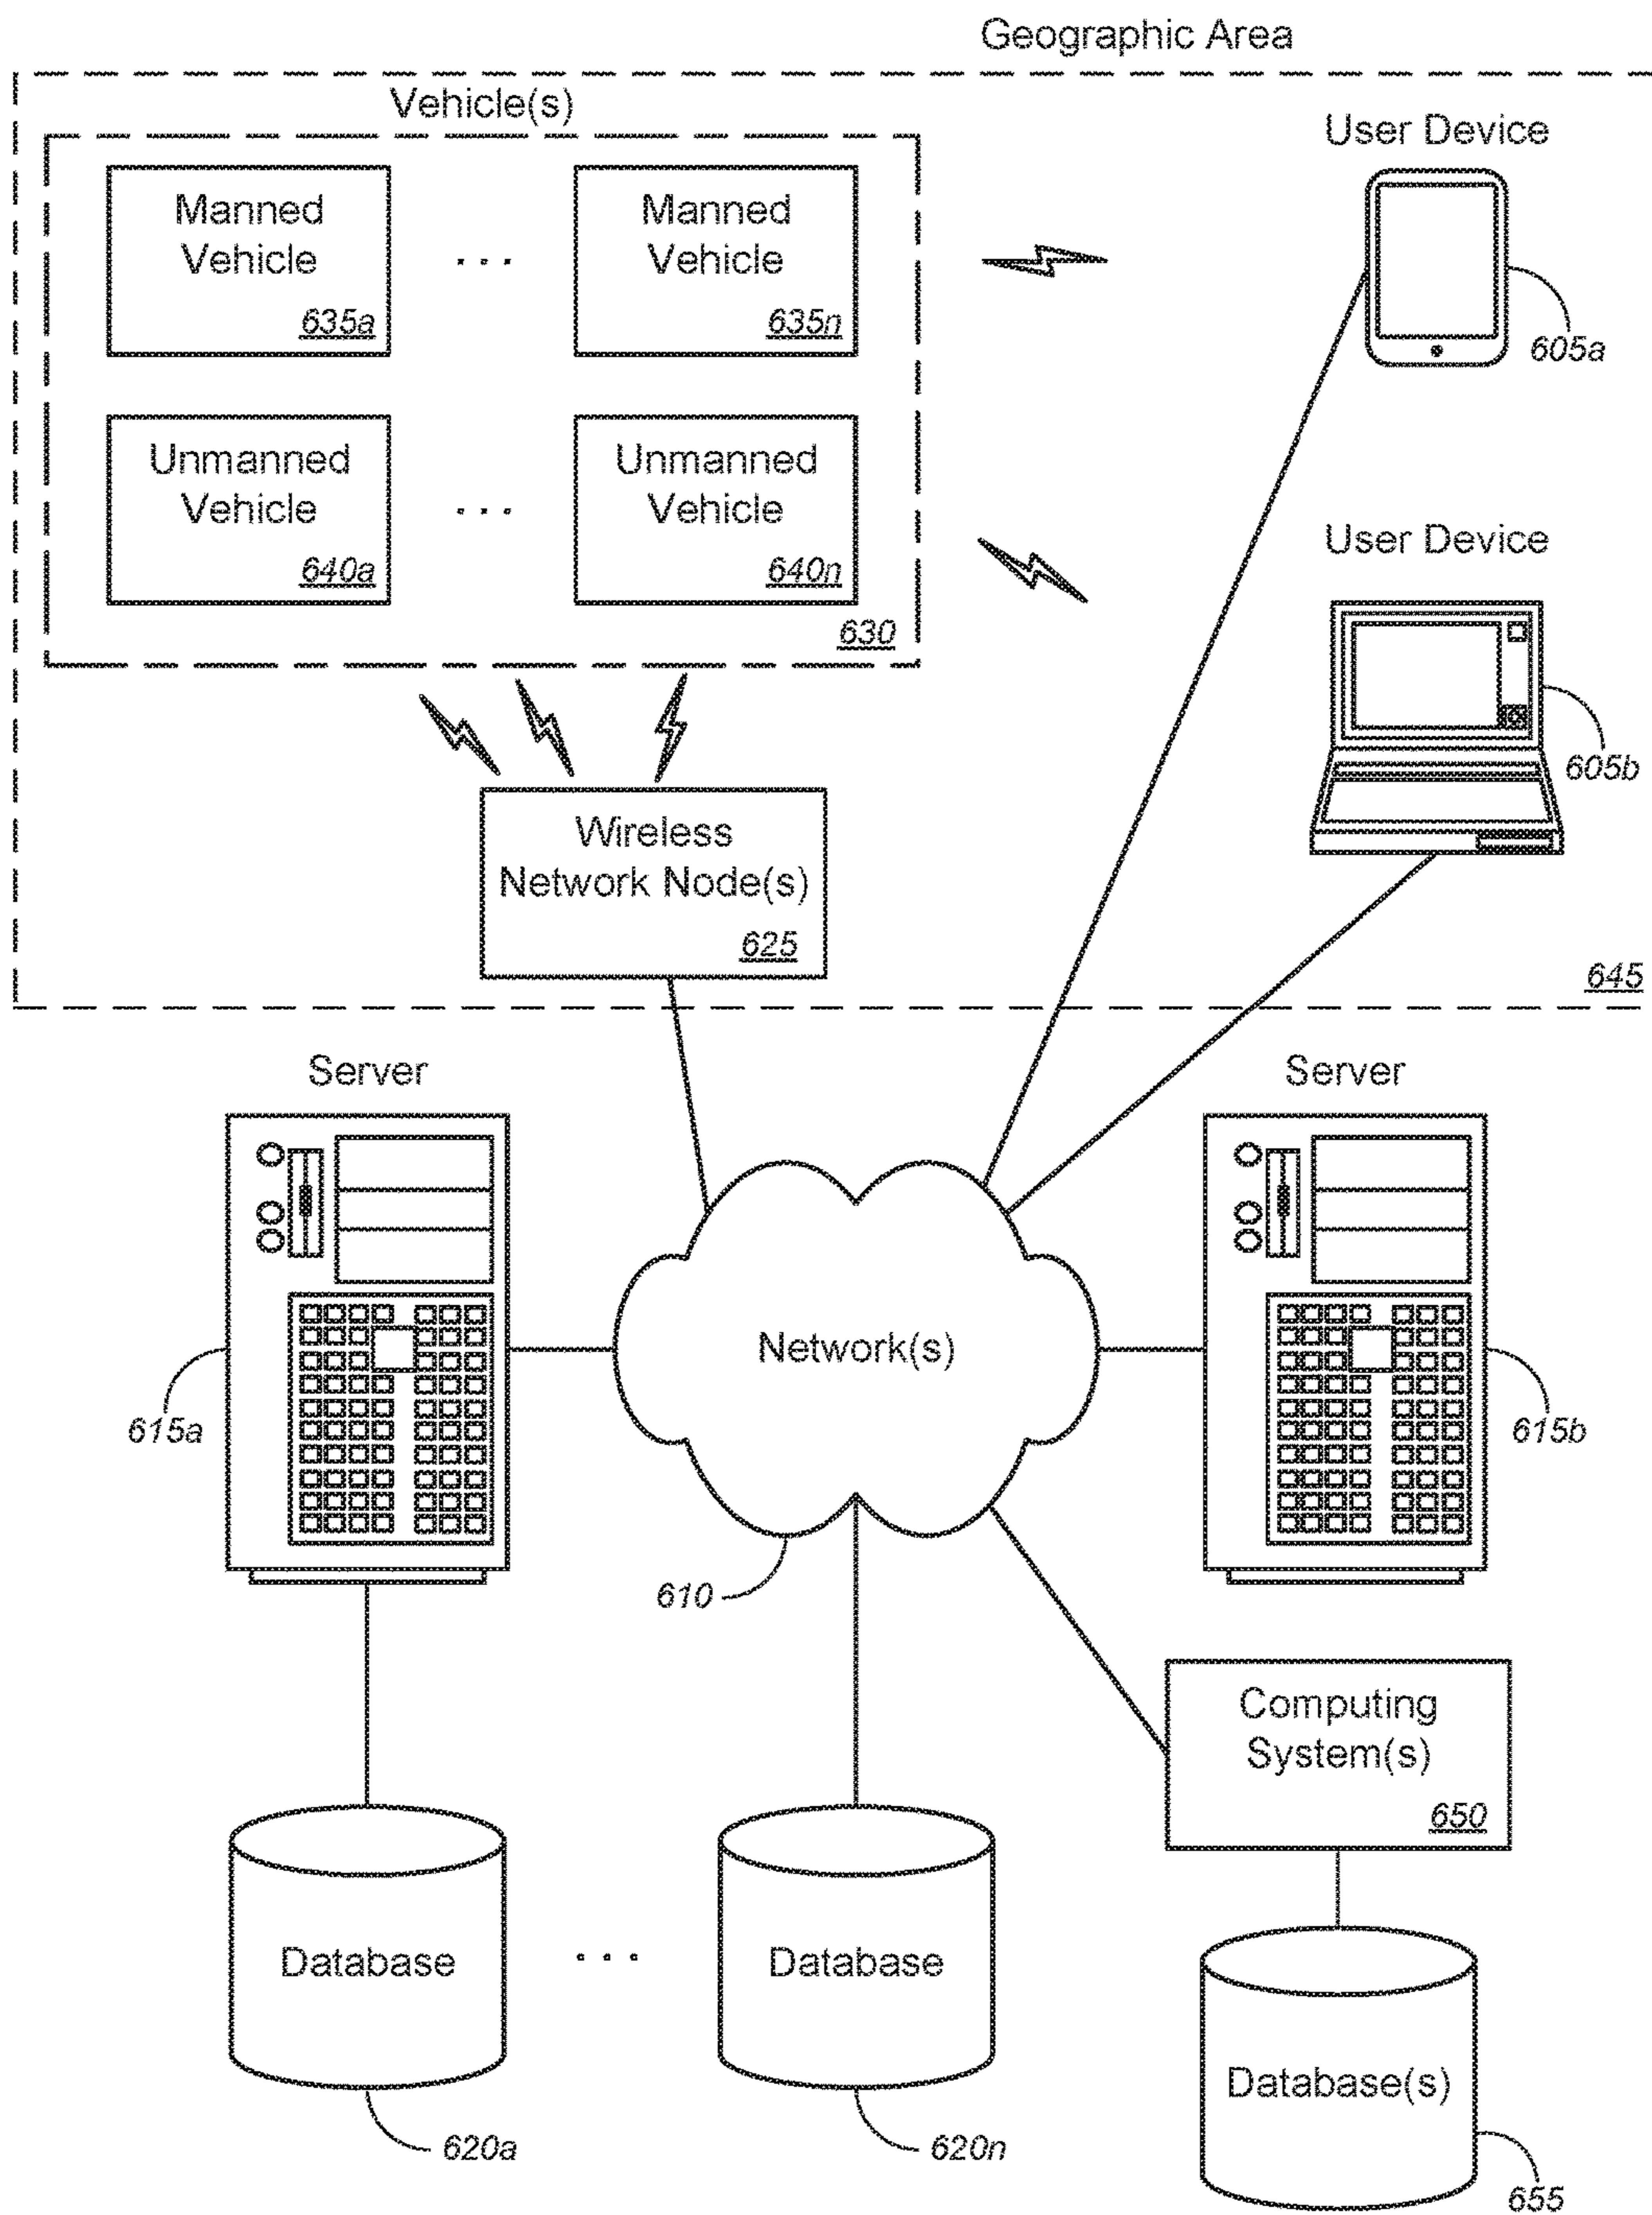 Geographic Area
Vehicle(s)
User Device
Manned
Vehicle
635a
. . .
Manned
Vehicle
635n
605a
Unmanned
Vehicle
640a
. . .
Unmanned
Vehicle
640n
630
User Device
605b
Wireless
Network Node(s)
625
645
Server
Server
Network(s)
615a
615b
610
Computing
System(s)
650
Database
. . .
Database
Database(s)
620a
620n
655